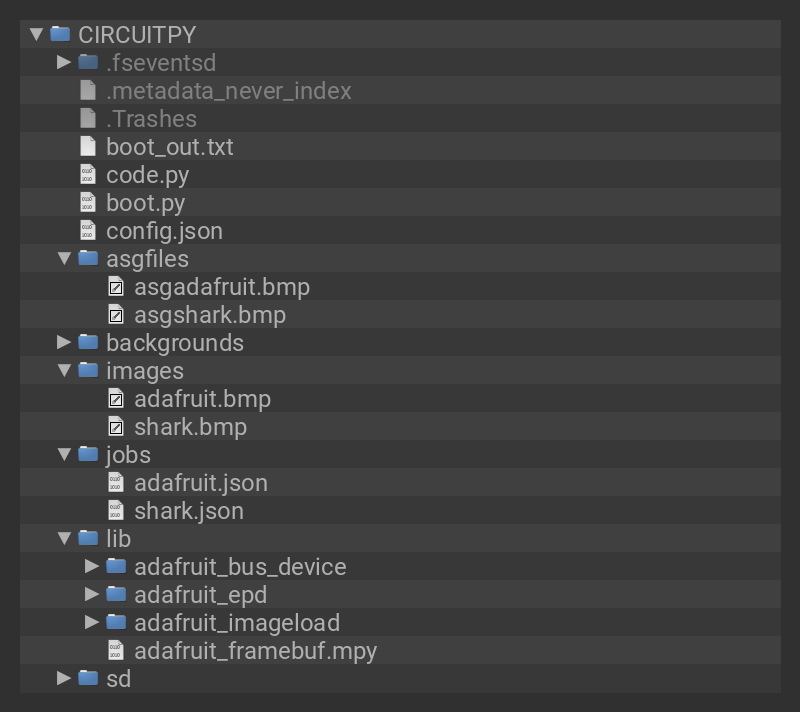 CIRCUITPY
.fseventsd
.metadata_never_index
.Trashes
boot_out.txt
code.py
boot.py
config.json
asgfiles
asgadafruit.bmp
asgshark.bmp
backgrounds
images
adafruit.bmp
shark.bmp
jobs
adafruit.json
shark.json
lib
adafruit_bus_device
adafruit_epd
adafruit_imageload
adafruit_framebuf.mpy
sd